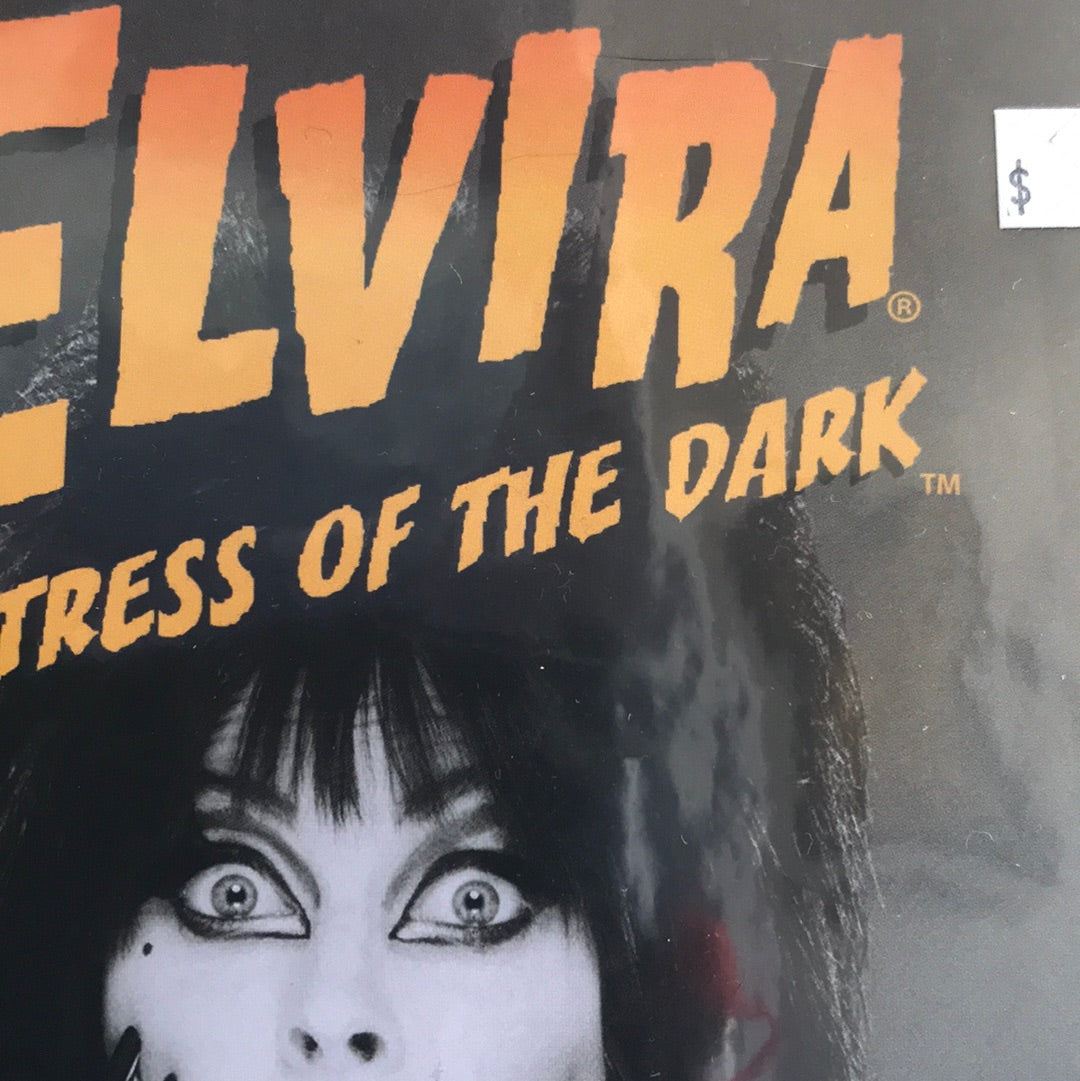 ELVIRA®
TRESS OF THE DARK™
$